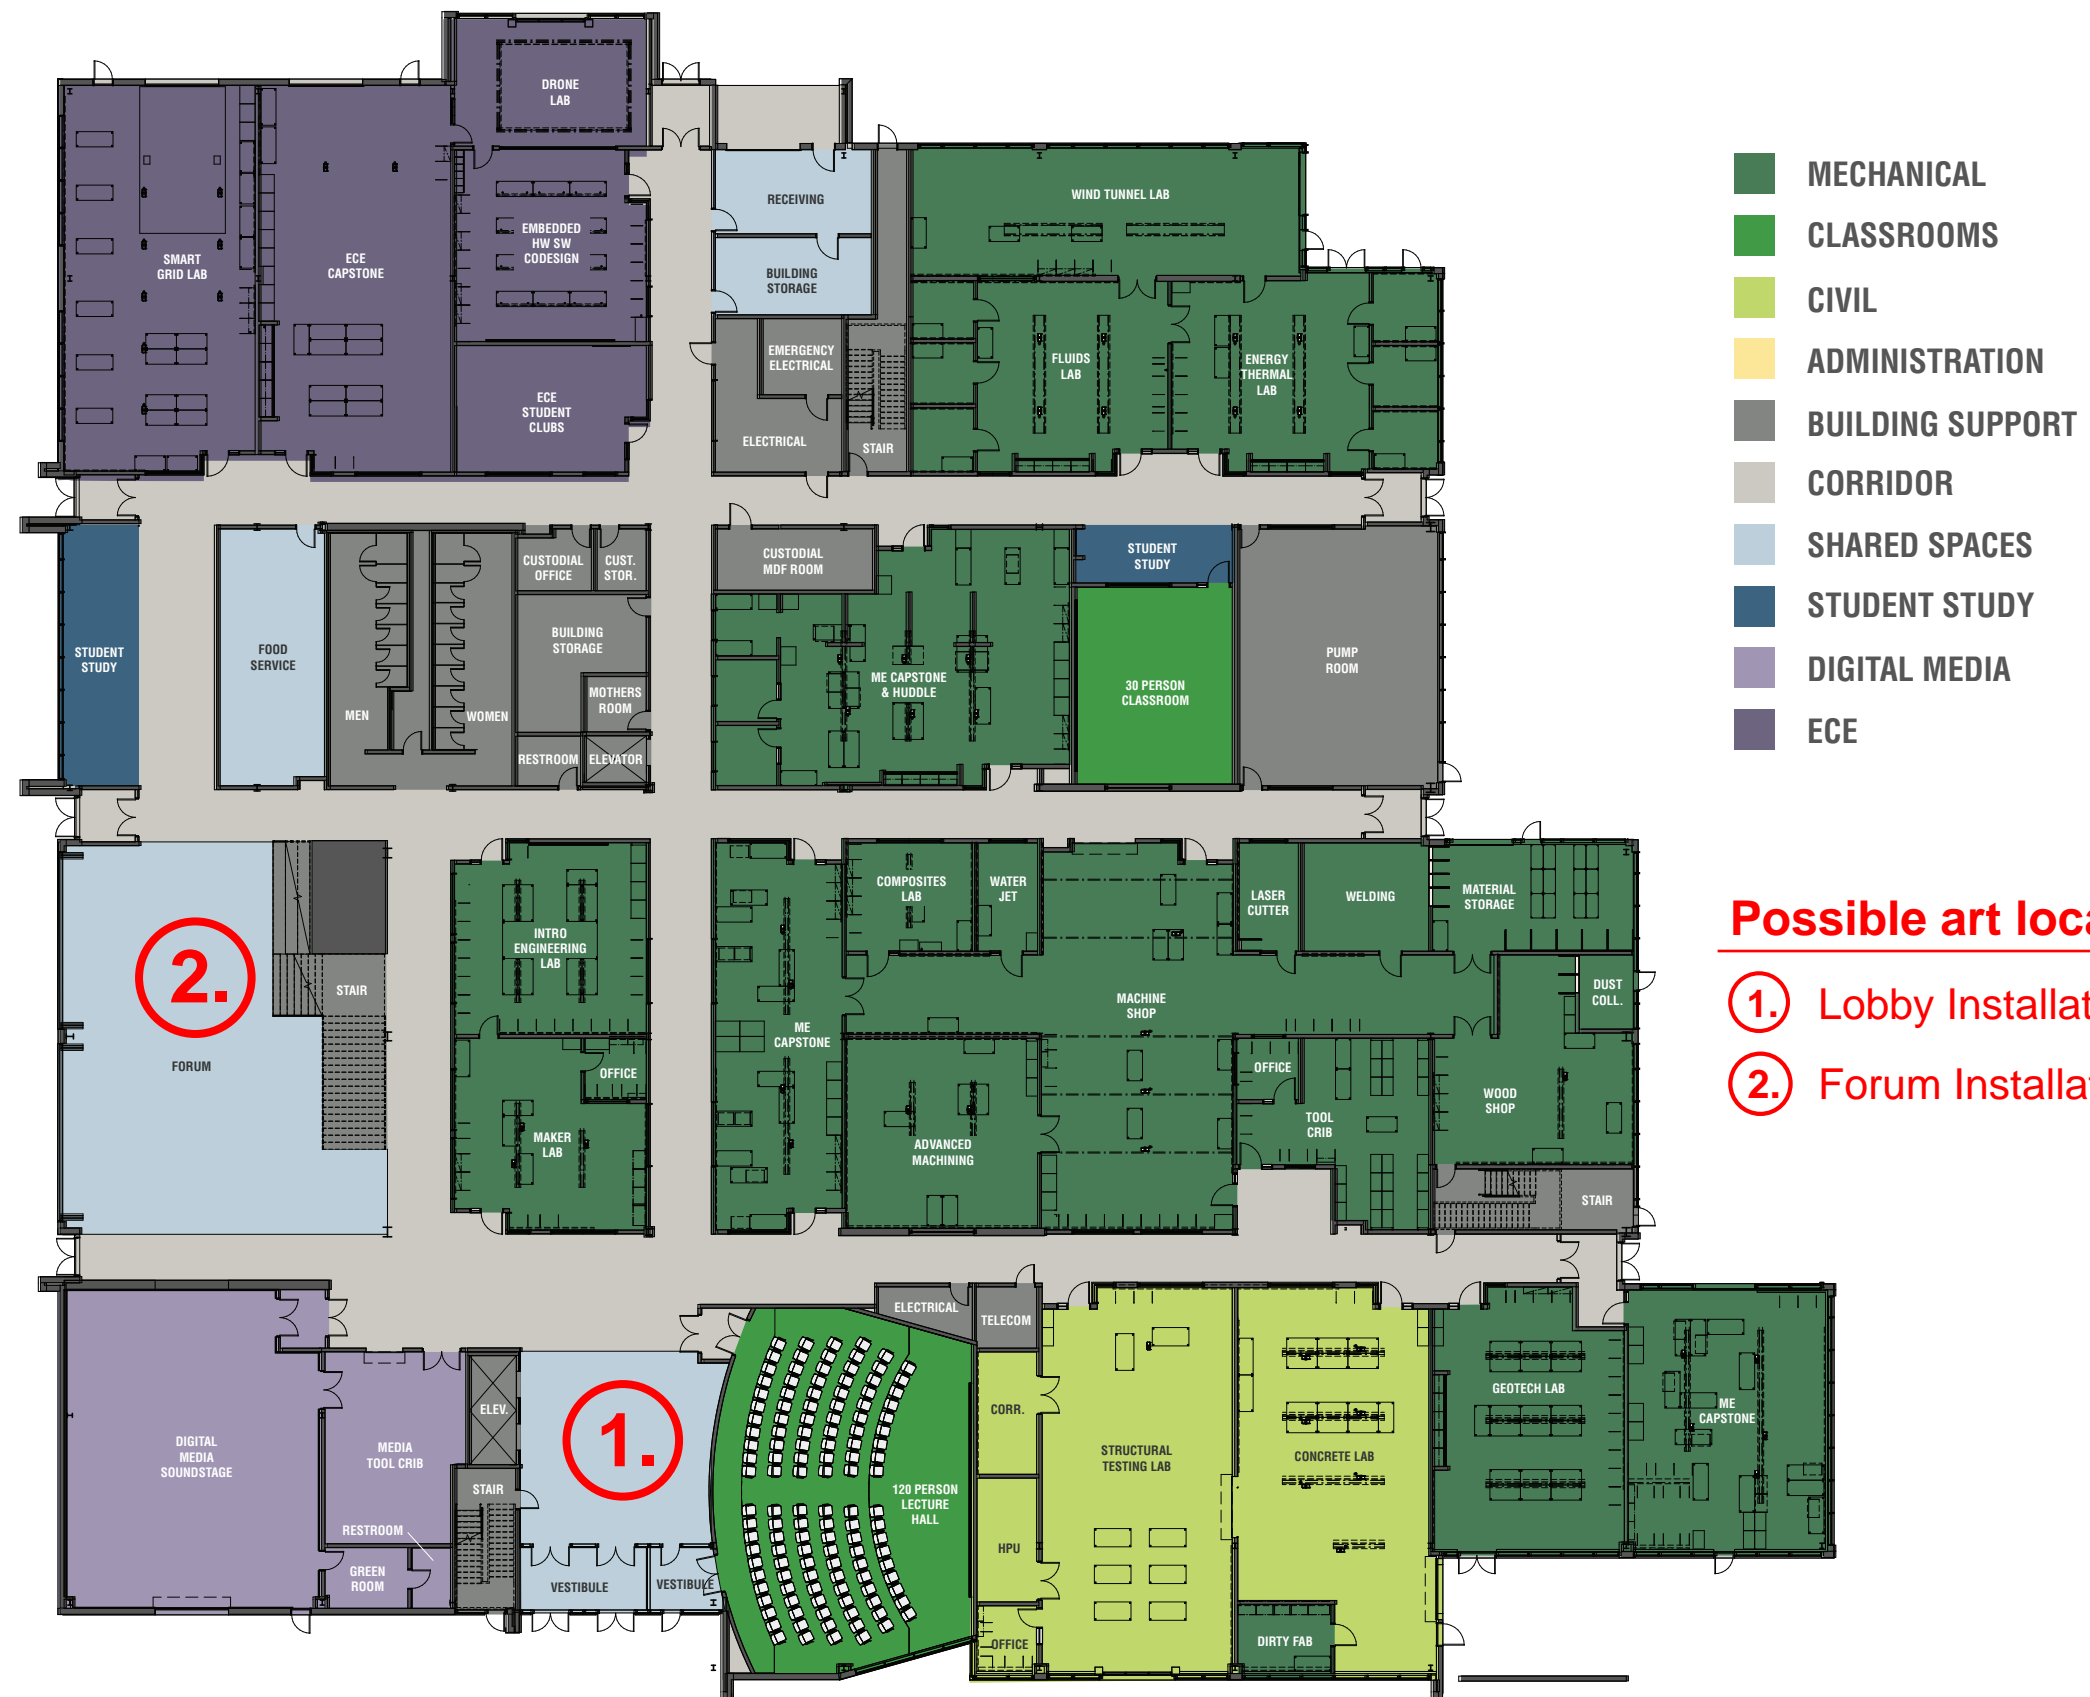 DRONE
LAB
SMART
GRID LAB
ECE
CAPSTONE
EMBEDDED
HW SW
CODESIGN
ECE
STUDENT
CLUBS
RECEIVING
BUILDING
STORAGE
EMERGENCY
ELECTRICAL
ELECTRICAL
STAIR
WIND TUNNEL LAB
FLUIDS
LAB
ENERGY
THERMAL
LAB
STUDENT
STUDY
FOOD
SERVICE
MEN
WOMEN
CUSTODIAL
OFFICE
CUST.
STOR.
BUILDING
STORAGE
MOTHERS
ROOM
RESTROOM
ELEVATOR
CUSTODIAL
MDF ROOM
ME CAPSTONE
& HUDDLE
STUDENT
STUDY
30 PERSON
CLASSROOM
PUMP
ROOM
2.
FORUM
STAIR
INTRO
ENGINEERING
LAB
OFFICE
MAKER
LAB
ME
CAPSTONE
COMPOSITES
LAB
WATER
JET
MACHINE
SHOP
ADVANCED
MACHINING
LASER
CUTTER
WELDING
MATERIAL
STORAGE
DUST
COLL.
OFFICE
TOOL
CRIB
WOOD
SHOP
STAIR
DIGITAL
MEDIA
SOUNDSTAGE
MEDIA
TOOL CRIB
RESTROOM
GREEN
ROOM
ELEV.
STAIR
1.
VESTIBULE
VESTIBULE
120 PERSON
LECTURE
HALL
ELECTRICAL
TELECOM
CORR.
HPU
OFFICE
STRUCTURAL
TESTING LAB
CONCRETE LAB
DIRTY FAB
GEOTECH LAB
ME
CAPSTONE
MECHANICAL
CLASSROOMS
CIVIL
ADMINISTRATION
BUILDING SUPPORT
CORRIDOR
SHARED SPACES
STUDENT STUDY
DIGITAL MEDIA
ECE
Possible art
1. Lobby
2. Forum